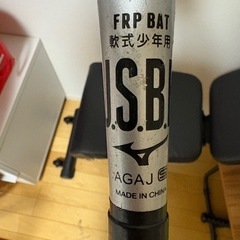 FRP BAT
軟式少年用
J.S.B.
AGAJ
MADE IN CHINA